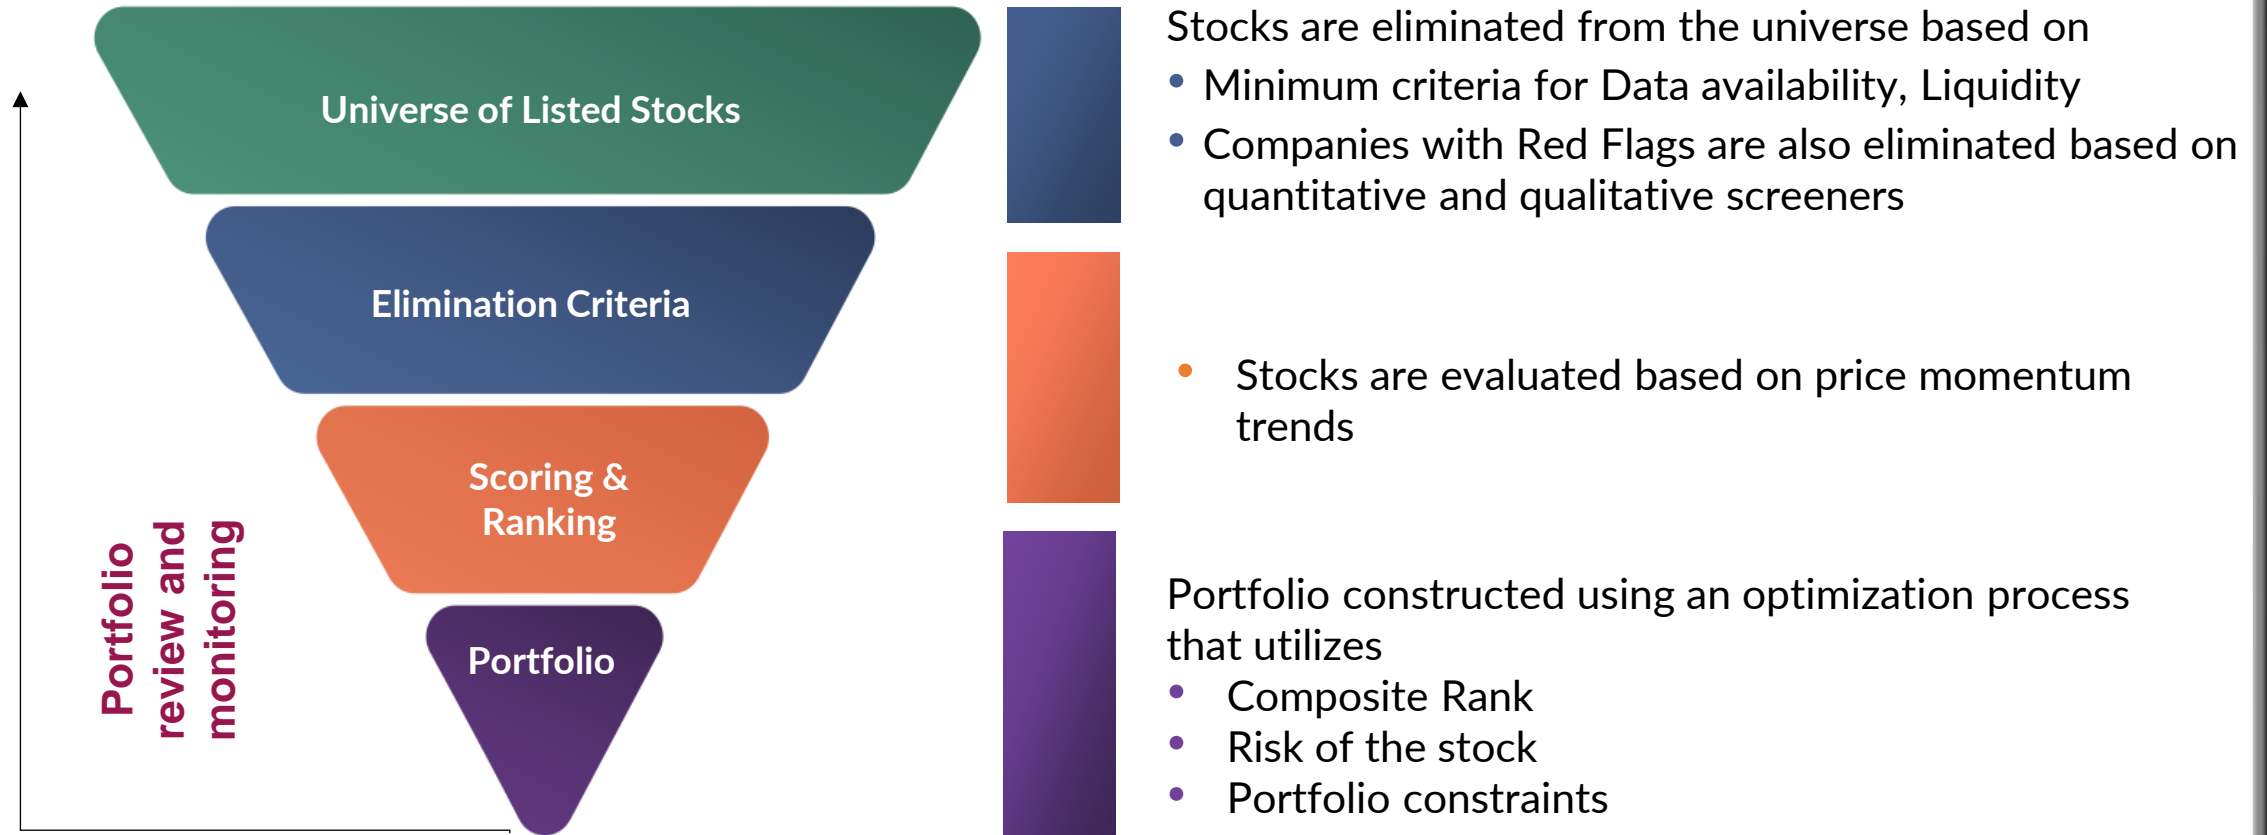 Universe of Listed Stocks
Elimination Criteria
Scoring &
Ranking
Portfolio
Portfolio
review and
monitoring
Stocks are eliminated from the universe based on
• Minimum criteria for Data availability, Liquidity
• Companies with Red Flags are also eliminated based on
quantitative and qualitative screeners
• Stocks are evaluated based on price momentum
trends
Portfolio constructed using an optimization process
that utilizes
• Composite Rank
• Risk of the stock
• Portfolio constraints